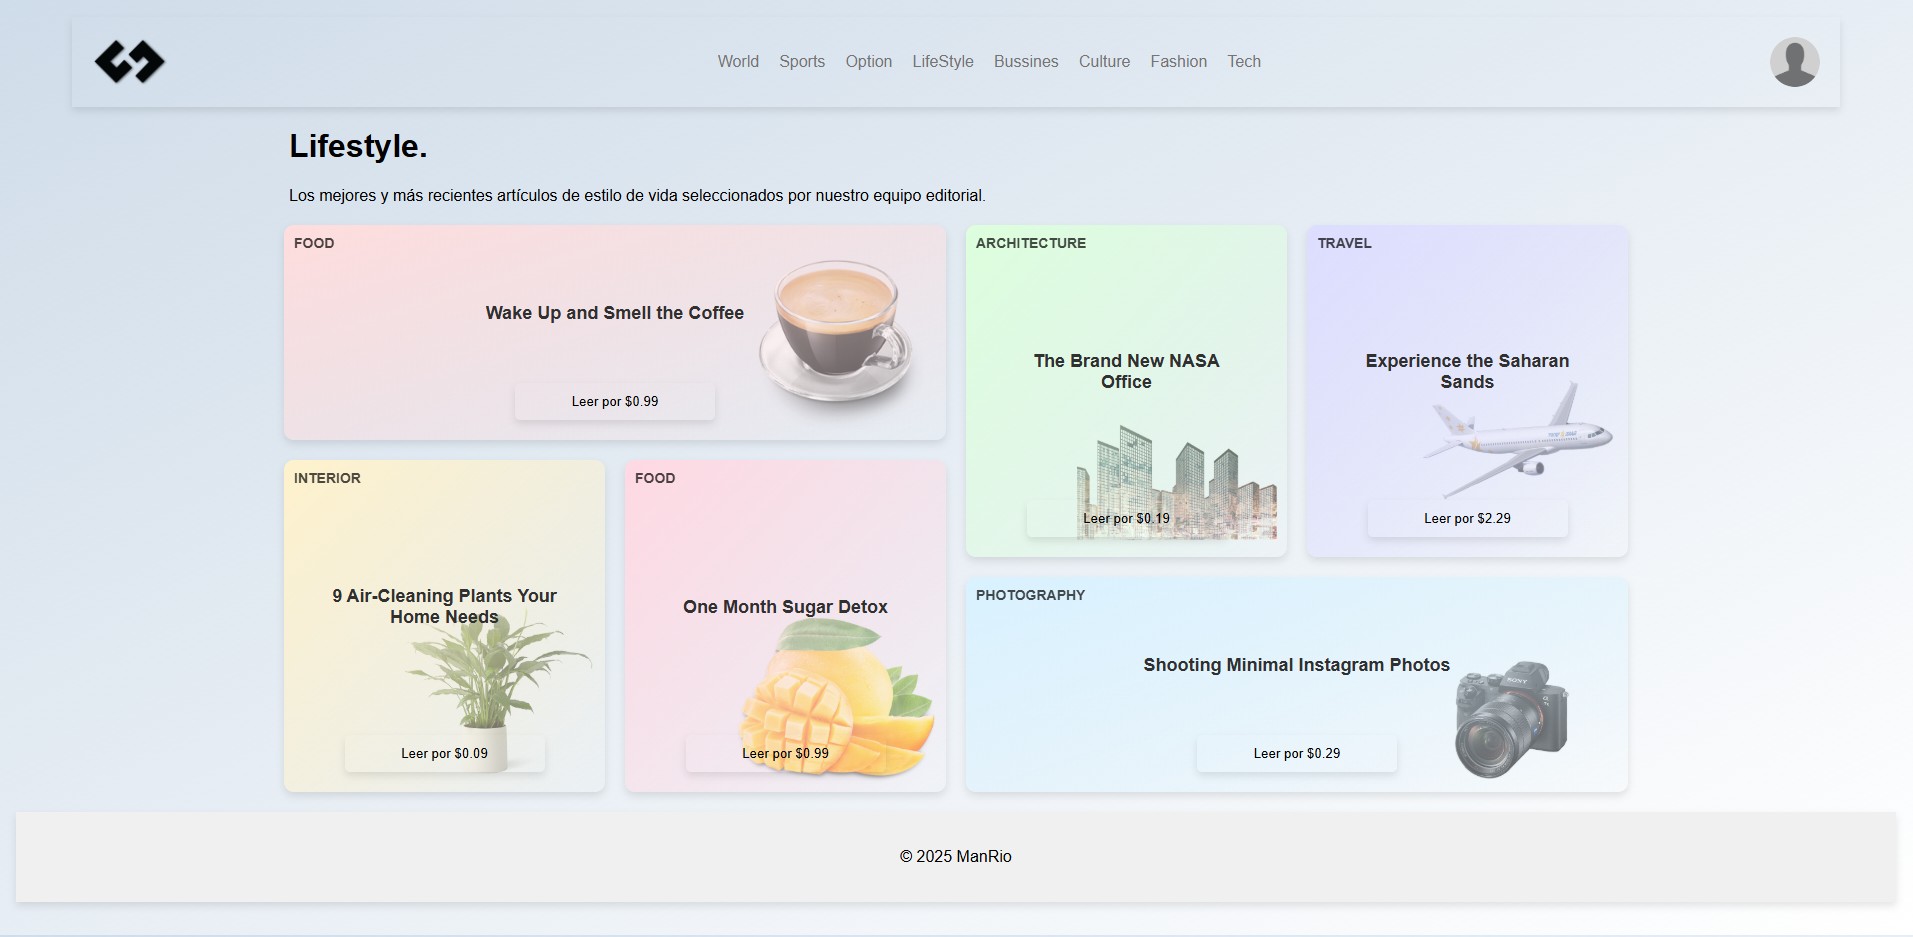 World Sports Option LifeStyle Bussines Culture Fashion Tech
Lifestyle.
Los mejores y más recientes artículos de estilo de vida seleccionados por nuestro equipo editorial.
FOOD
Wake Up and Smell the Coffee
Leer por $0.99
ARCHITECTURE
The Brand New NASA
Office
Leer por $0.19
TRAVEL
Experience the Saharan
Sands
Leer por $2.29
INTERIOR
9 Air-Cleaning Plants Your
Home Needs
Leer por $0.09
FOOD
One Month Sugar Detox
Leer por $0.99
PHOTOGRAPHY
Shooting Minimal Instagram Photos
SONY
Leer por $0.29
© 2025 ManRio